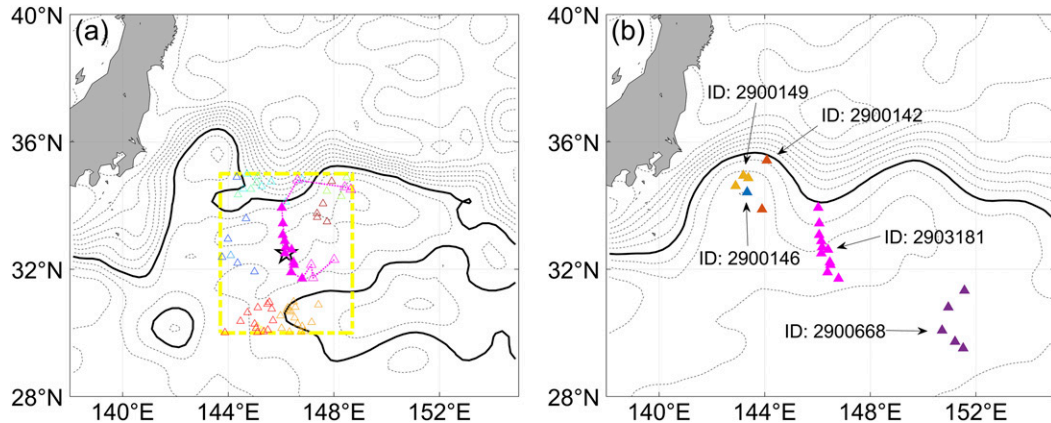 (a)
40°N
36°N
32°N
28°N
140°E
144°E
148°E
152°E
(b)
40°N
36°N
32°N
28°N
140°E
144°E
148°E
152°E
ID: 2900149
ID: 2900142
ID: 2903181
ID: 2900146
ID: 2900668